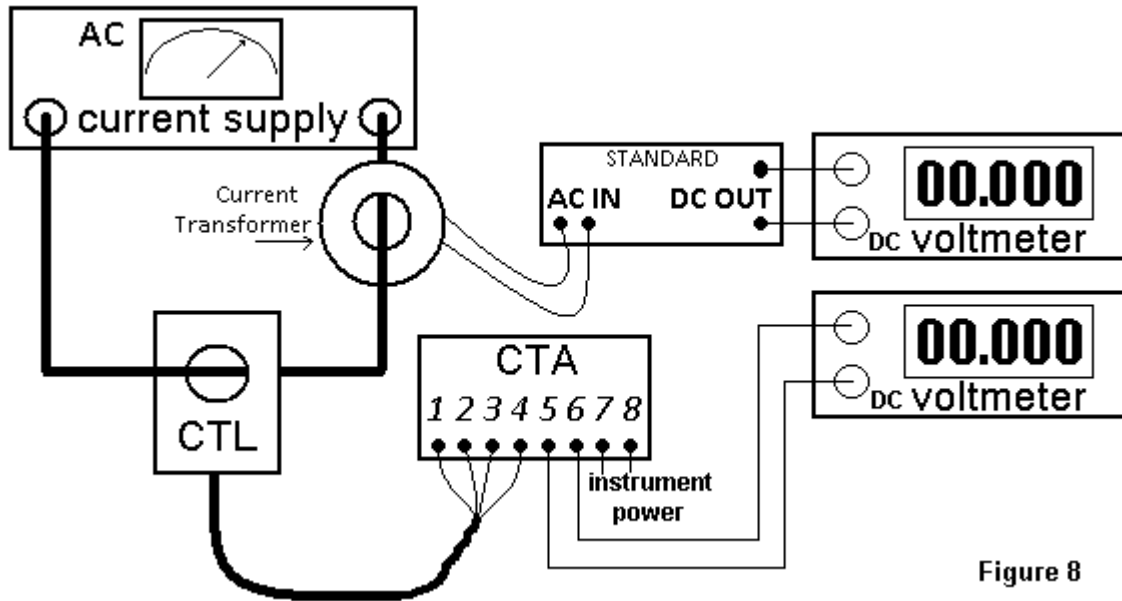 AC
current supply
Current
Transformer
STANDARD
AC IN DC OUT
00.000
DC voltmeter
00.000
DC voltmeter
CTA
1 2 3 4 5 6 7 8
instrument
power
CTL
Figure 8